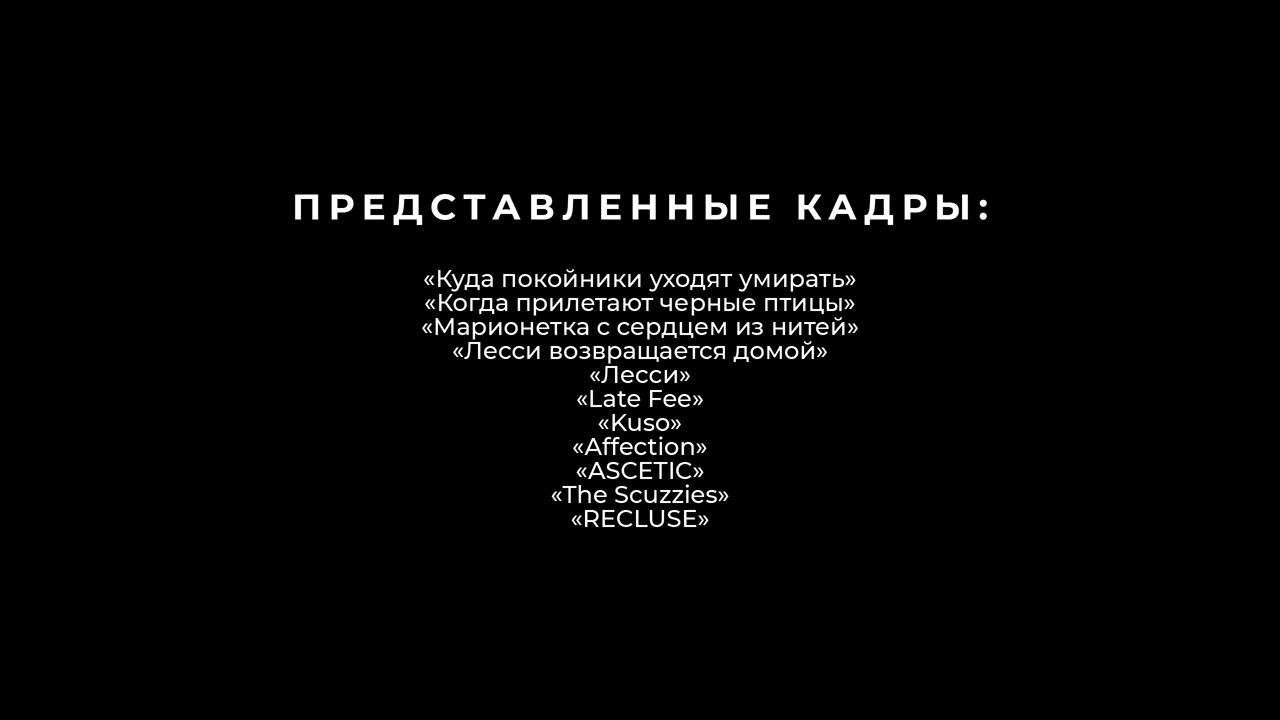 ПРЕДСТАВЛЕННЫЕ КАДРЫ:
«Куда покойники уходят умирать»
«Когда прилетают черные птицы»
«Марионетка с сердцем из нитей»
«Лесси возвращается домой»
«Лесси»
«Late Fee»
«Kuso»
«Affection»
«ASCETIC»
«The Scuzzies»
«RECLUSE»